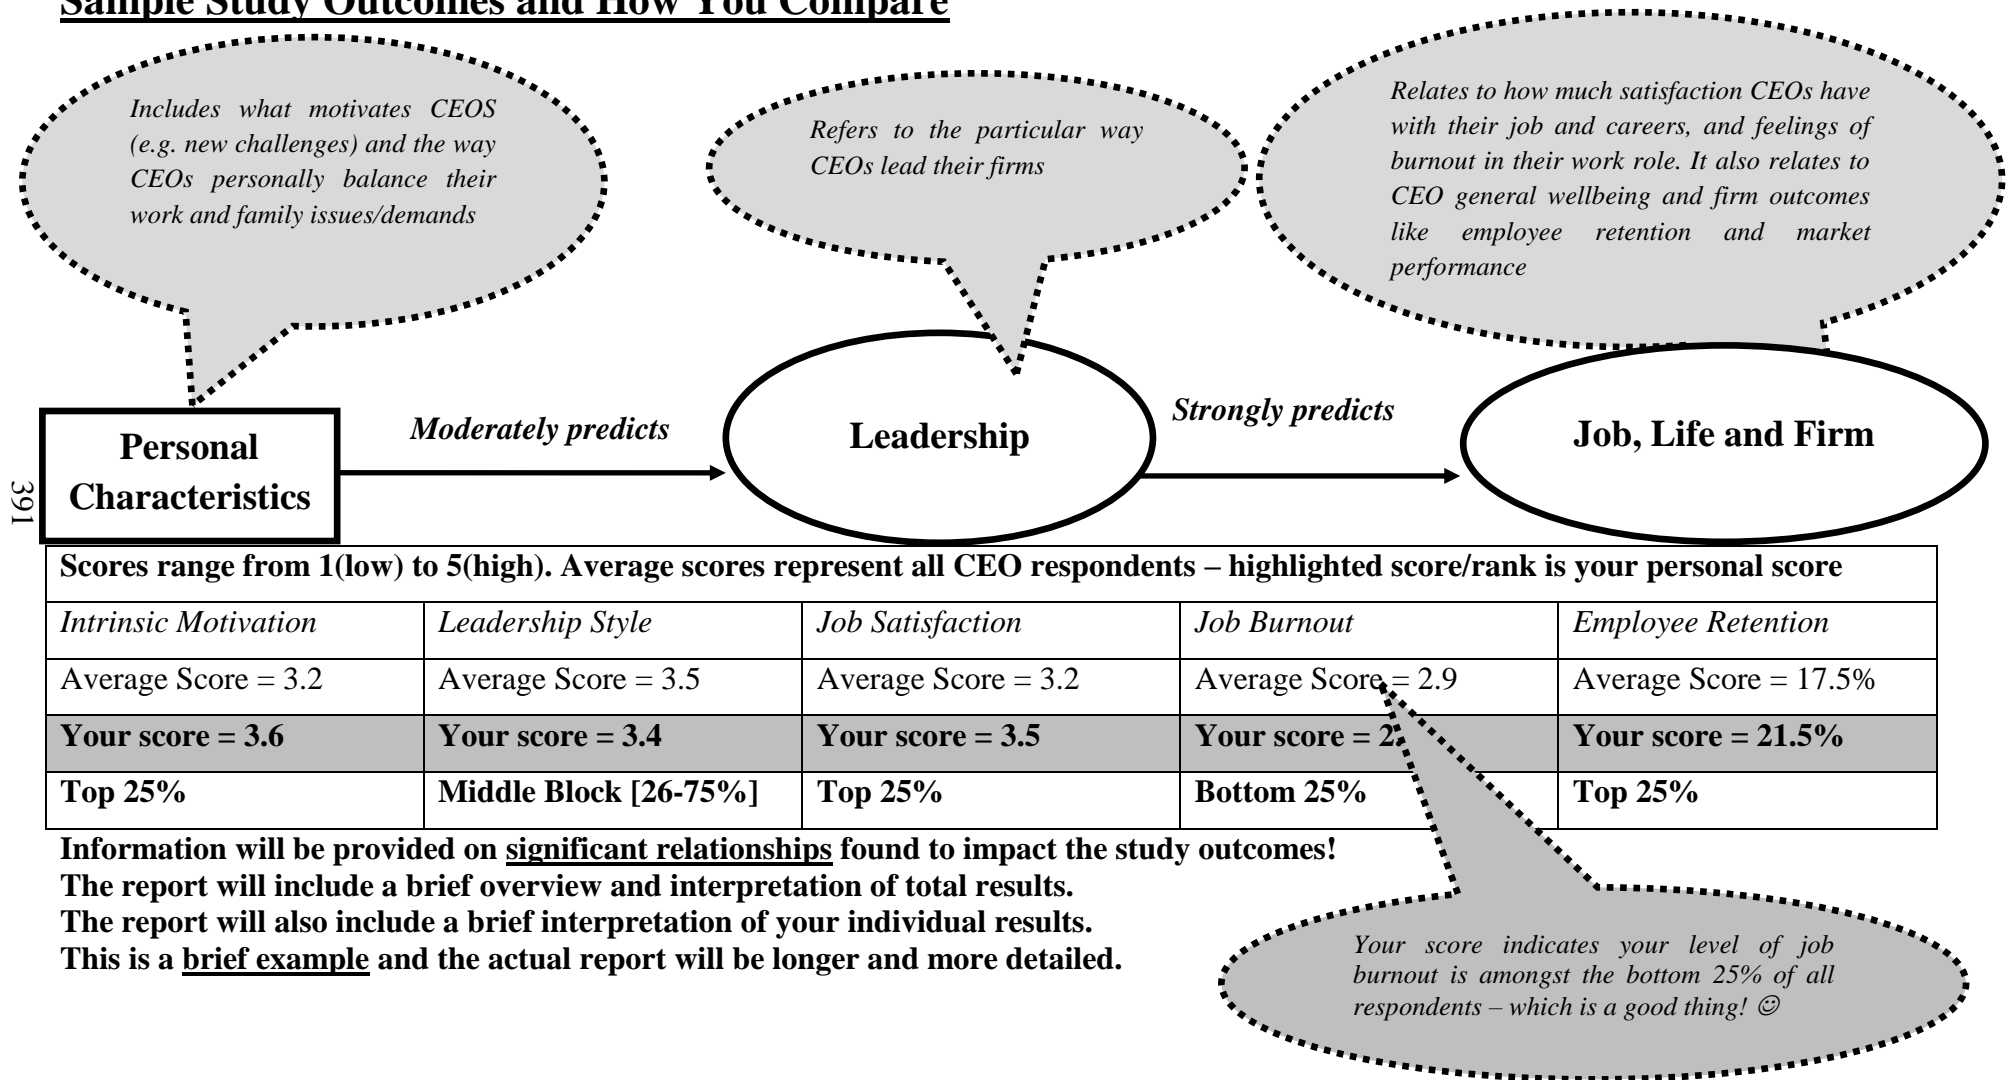 Sample Study Outcomes and How You Compare
Includes what motivates CEOS
(e.g. new challenges) and the way
CEOs personally balance their
work and family issues/demands
Refers to the particular way
CEOs lead their firms
Relates to how much satisfaction CEOs have
with their job and careers, and feelings of
burnout in their work role. It also relates to
CEO general wellbeing and firm outcomes
like employee retention and market
performance
Personal
Characteristics
Moderately predicts
Leadership
Strongly predicts
Job, Life and Firm
391
Scores range from 1(low) to 5(high). Average scores represent all CEO respondents – highlighted score/rank is your personal score
Intrinsic Motivation Leadership Style Job Satisfaction Job Burnout Employee Retention
Average Score = 3.2 Average Score = 3.5 Average Score = 3.2 Average Score = 2.9 Average Score = 17.5%
Your score = 3.6 Your score = 3.4 Your score = 3.5 Your score = 2. Your score = 21.5%
Top 25% Middle Block [26-75%] Top 25% Bottom 25% Top 25%
Information will be provided on significant relationships found to impact the study outcomes!
The report will include a brief overview and interpretation of total results.
The report will also include a brief interpretation of your individual results.
This is a brief example and the actual report will be longer and more detailed.
Your score indicates your level of job
burnout is amongst the bottom 25% of all
respondents – which is a good thing! ☺